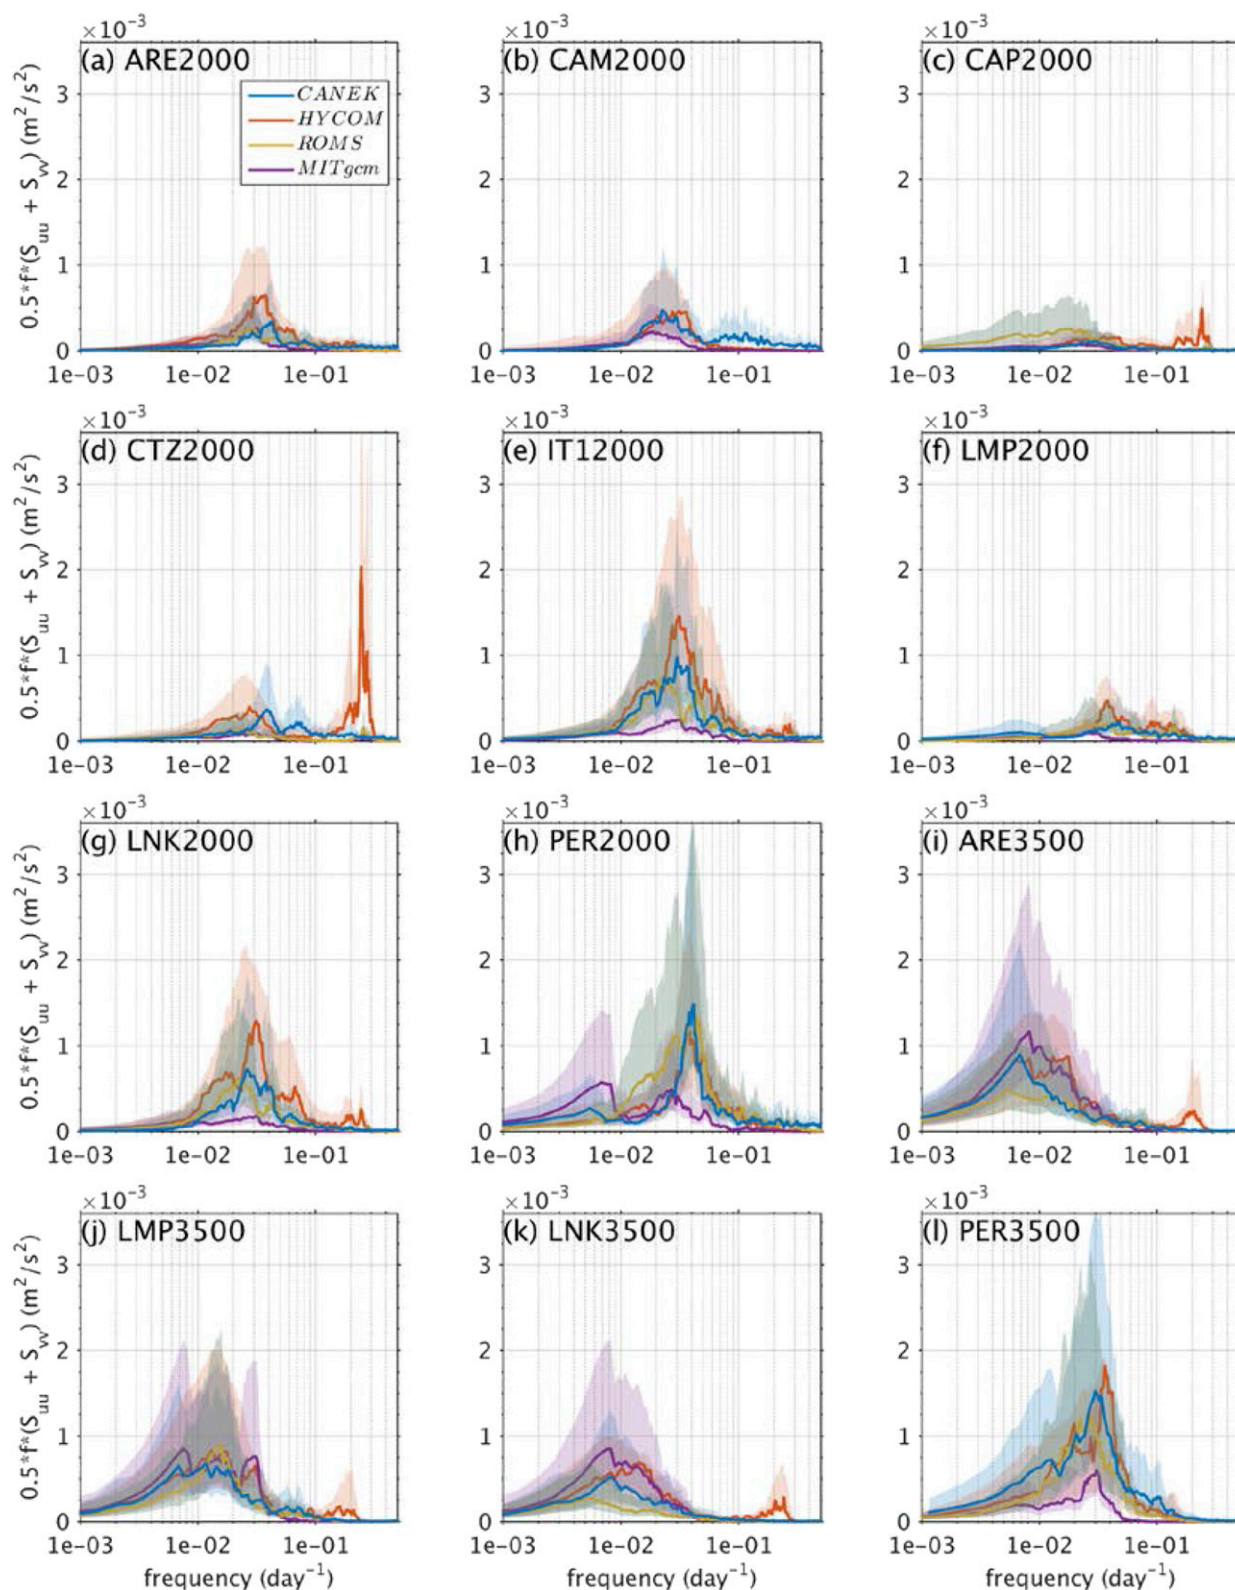 ×10⁻³ ×10⁻³ ×10⁻³
(a) ARE2000 (b) CAM2000 (c) CAP2000
CANEK
HYCOM
ROMS
MITgcm
0.5*f*(S_uu + S_vv) (m²/s²)
3 3 3
2 2 2
1 1 1
0 0 0
1e-03 1e-02 1e-01 1e-03 1e-02 1e-01 1e-03 1e-02 1e-01
×10⁻³ ×10⁻³ ×10⁻³
(d) CTZ2000 (e) IT12000 (f) LMP2000
0.5*f*(S_uu + S_vv) (m²/s²)
3 3 3
2 2 2
1 1 1
0 0 0
1e-03 1e-02 1e-01 1e-03 1e-02 1e-01 1e-03 1e-02 1e-01
×10⁻³ ×10⁻³ ×10⁻³
(g) LNK2000 (h) PER2000 (i) ARE3500
0.5*f*(S_uu + S_vv) (m²/s²)
3 3 3
2 2 2
1 1 1
0 0 0
1e-03 1e-02 1e-01 1e-03 1e-02 1e-01 1e-03 1e-02 1e-01
×10⁻³ ×10⁻³ ×10⁻³
(j) LMP3500 (k) LNK3500 (l) PER3500
0.5*f*(S_uu + S_vv) (m²/s²)
3 3 3
2 2 2
1 1 1
0 0 0
1e-03 1e-02 1e-01 1e-03 1e-02 1e-01 1e-03 1e-02 1e-01
frequency (day⁻¹) frequency (day⁻¹) frequency (day⁻¹)